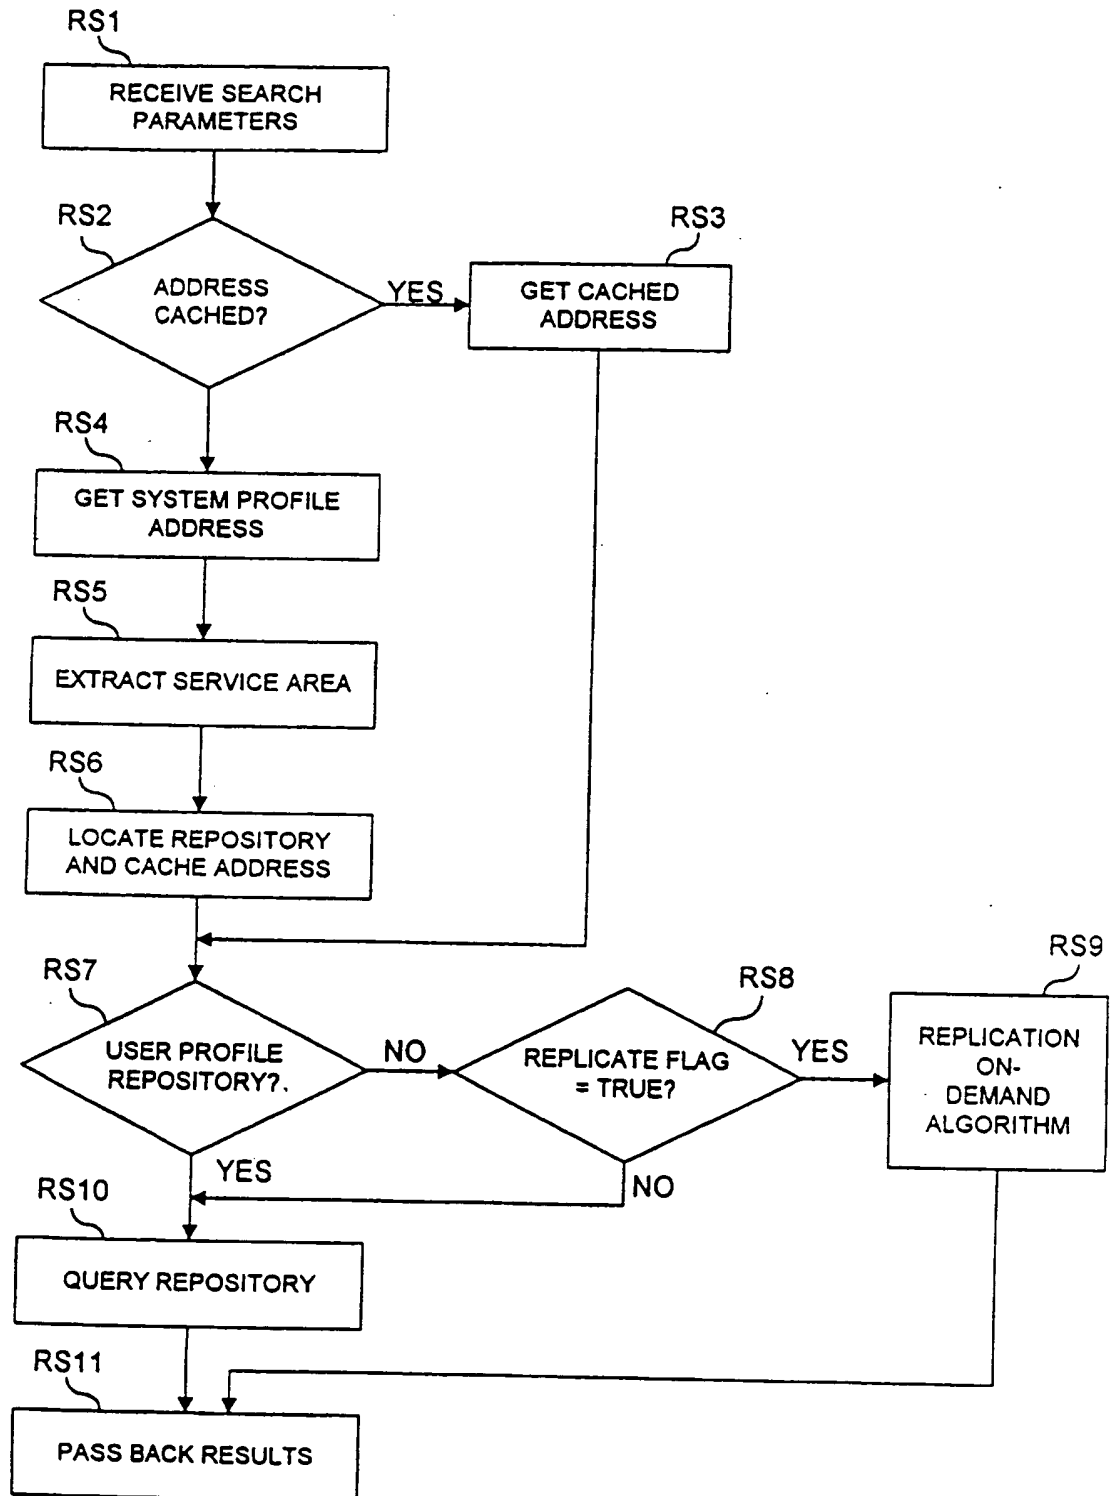 RS1
RECEIVE SEARCH
PARAMETERS
RS2
ADDRESS
CACHED?
YES
RS3
GET CACHED
ADDRESS
RS4
GET SYSTEM PROFILE
ADDRESS
RS5
EXTRACT SERVICE AREA
RS6
LOCATE REPOSITORY
AND CACHE ADDRESS
RS7
USER PROFILE
REPOSITORY?.
NO
RS8
REPLICATE FLAG
= TRUE?
YES
RS9
REPLICATION
ON-
DEMAND
ALGORITHM
YES
NO
RS10
QUERY REPOSITORY
RS11
PASS BACK RESULTS